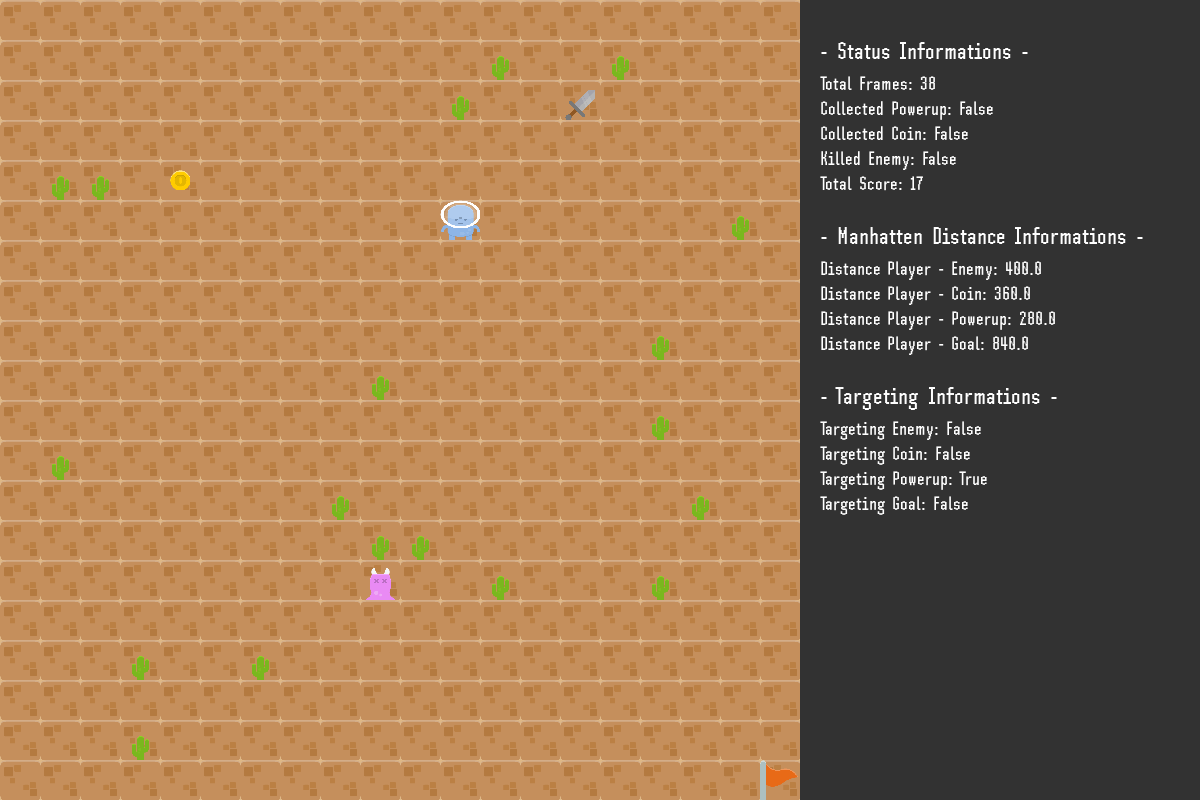 - Status Informations -
Total Frames: 38
Collected Powerup: False
Collected Coin: False
Killed Enemy: False
Total Score: 17
- Manhatten Distance Informations -
Distance Player - Enemy: 400.0
Distance Player - Coin: 360.0
Distance Player - Powerup: 280.0
Distance Player - Goal: 840.0
- Targeting Informations -
Targeting Enemy: False
Targeting Coin: False
Targeting Powerup: True
Targeting Goal: False